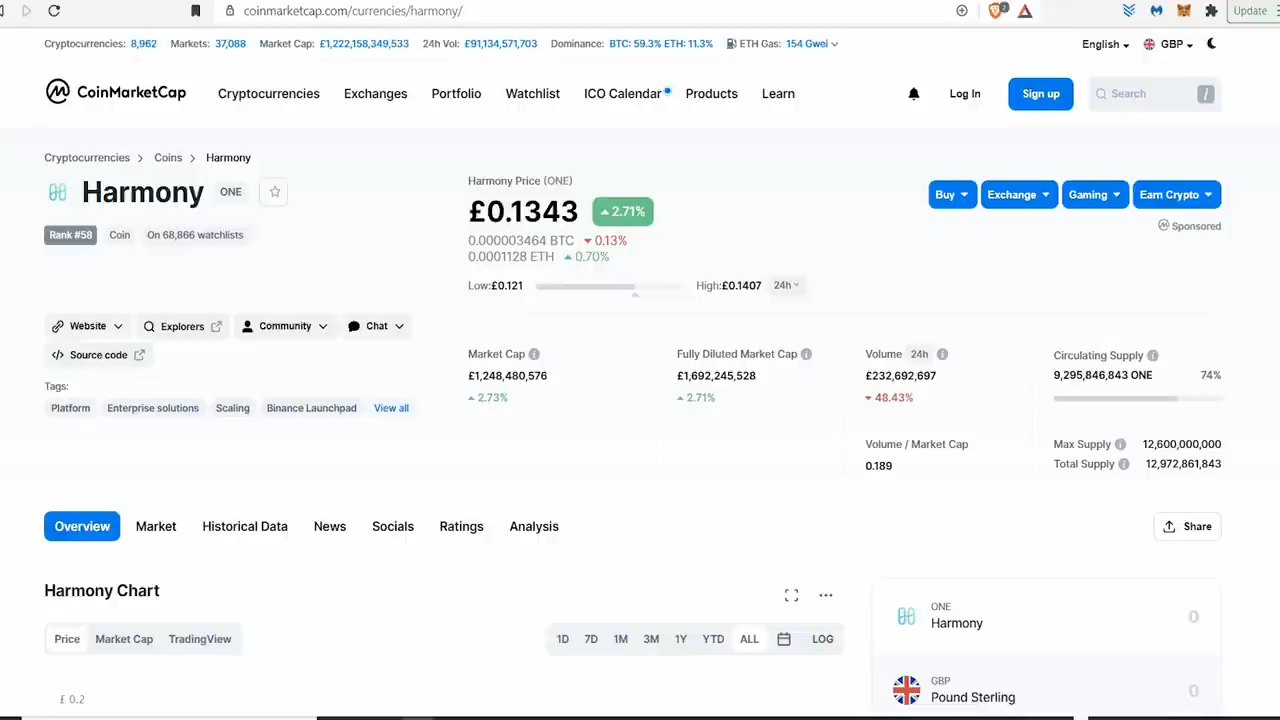 coinmarketcap.com/currencies/harmony/
2
Update
Cryptocurrencies: 8,962 Markets: 37,088 Market Cap: £1,222,158,349,533 24h Vol: £91,134,571,703 Dominance: BTC: 59.3% ETH: 11.3% ETH Gas: 154 Gwei
English GBP
CoinMarketCap Cryptocurrencies Exchanges Portfolio Watchlist ICO Calendar Products Learn Log In Sign up Search /
Cryptocurrencies Coins Harmony
Harmony ONE
Rank #58 Coin On 68,866 watchlists
Website Explorers Community Chat
Source code
Tags:
Platform Enterprise solutions Scaling Binance Launchpad View all
Harmony Price (ONE)
£0.1343 2.71%
0.000003464 BTC 0.13%
0.0001128 ETH 0.70%
Low:£0.121 High:£0.1407 24h
Buy Exchange Gaming Earn Crypto
Sponsored
Market Cap
£1,248,480,576
2.73%
Fully Diluted Market Cap
£1,692,245,528
2.71%
Volume 24h
£232,692,697
48.43%
Volume / Market Cap
0.189
Circulating Supply
9,295,846,843 ONE 74%
Max Supply 12,600,000,000
Total Supply 12,972,861,843
Overview Market Historical Data News Socials Ratings Analysis Share
Harmony Chart
Price Market Cap TradingView 1D 7D 1M 3M 1Y YTD ALL LOG
£ 0.2
ONE
Harmony 0
GBP
Pound Sterling 0